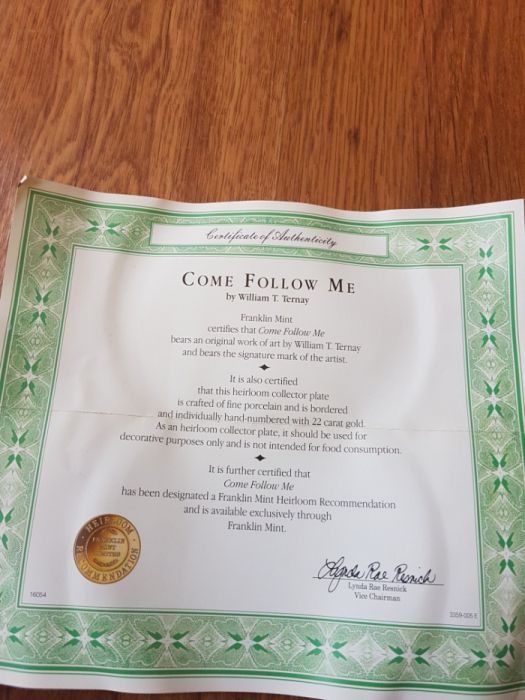 Certificate of Authenticity
COME FOLLOW ME
by William T. Ternay
Franklin Mint
certifies that Come Follow Me
bears an original work of art by William T. Ternay
and bears the signature mark of the artist.
It is also certified
that this heirloom collector plate
is crafted of fine porcelain and is bordered
and individually hand-numbered with 22 carat gold.
As an heirloom collector plate, it should be used for
decorative purposes only and is not intended for food consumption.
It is further certified that
Come Follow Me
has been designated a Franklin Mint Heirloom Recommendation
and is available exclusively through
Franklin Mint.
HEIRLOOM
FRANKLIN
MINT
RECOMMENDATION
Lynda Rae Resnick
Lynda Rae Resnick
Vice Chairman
16054